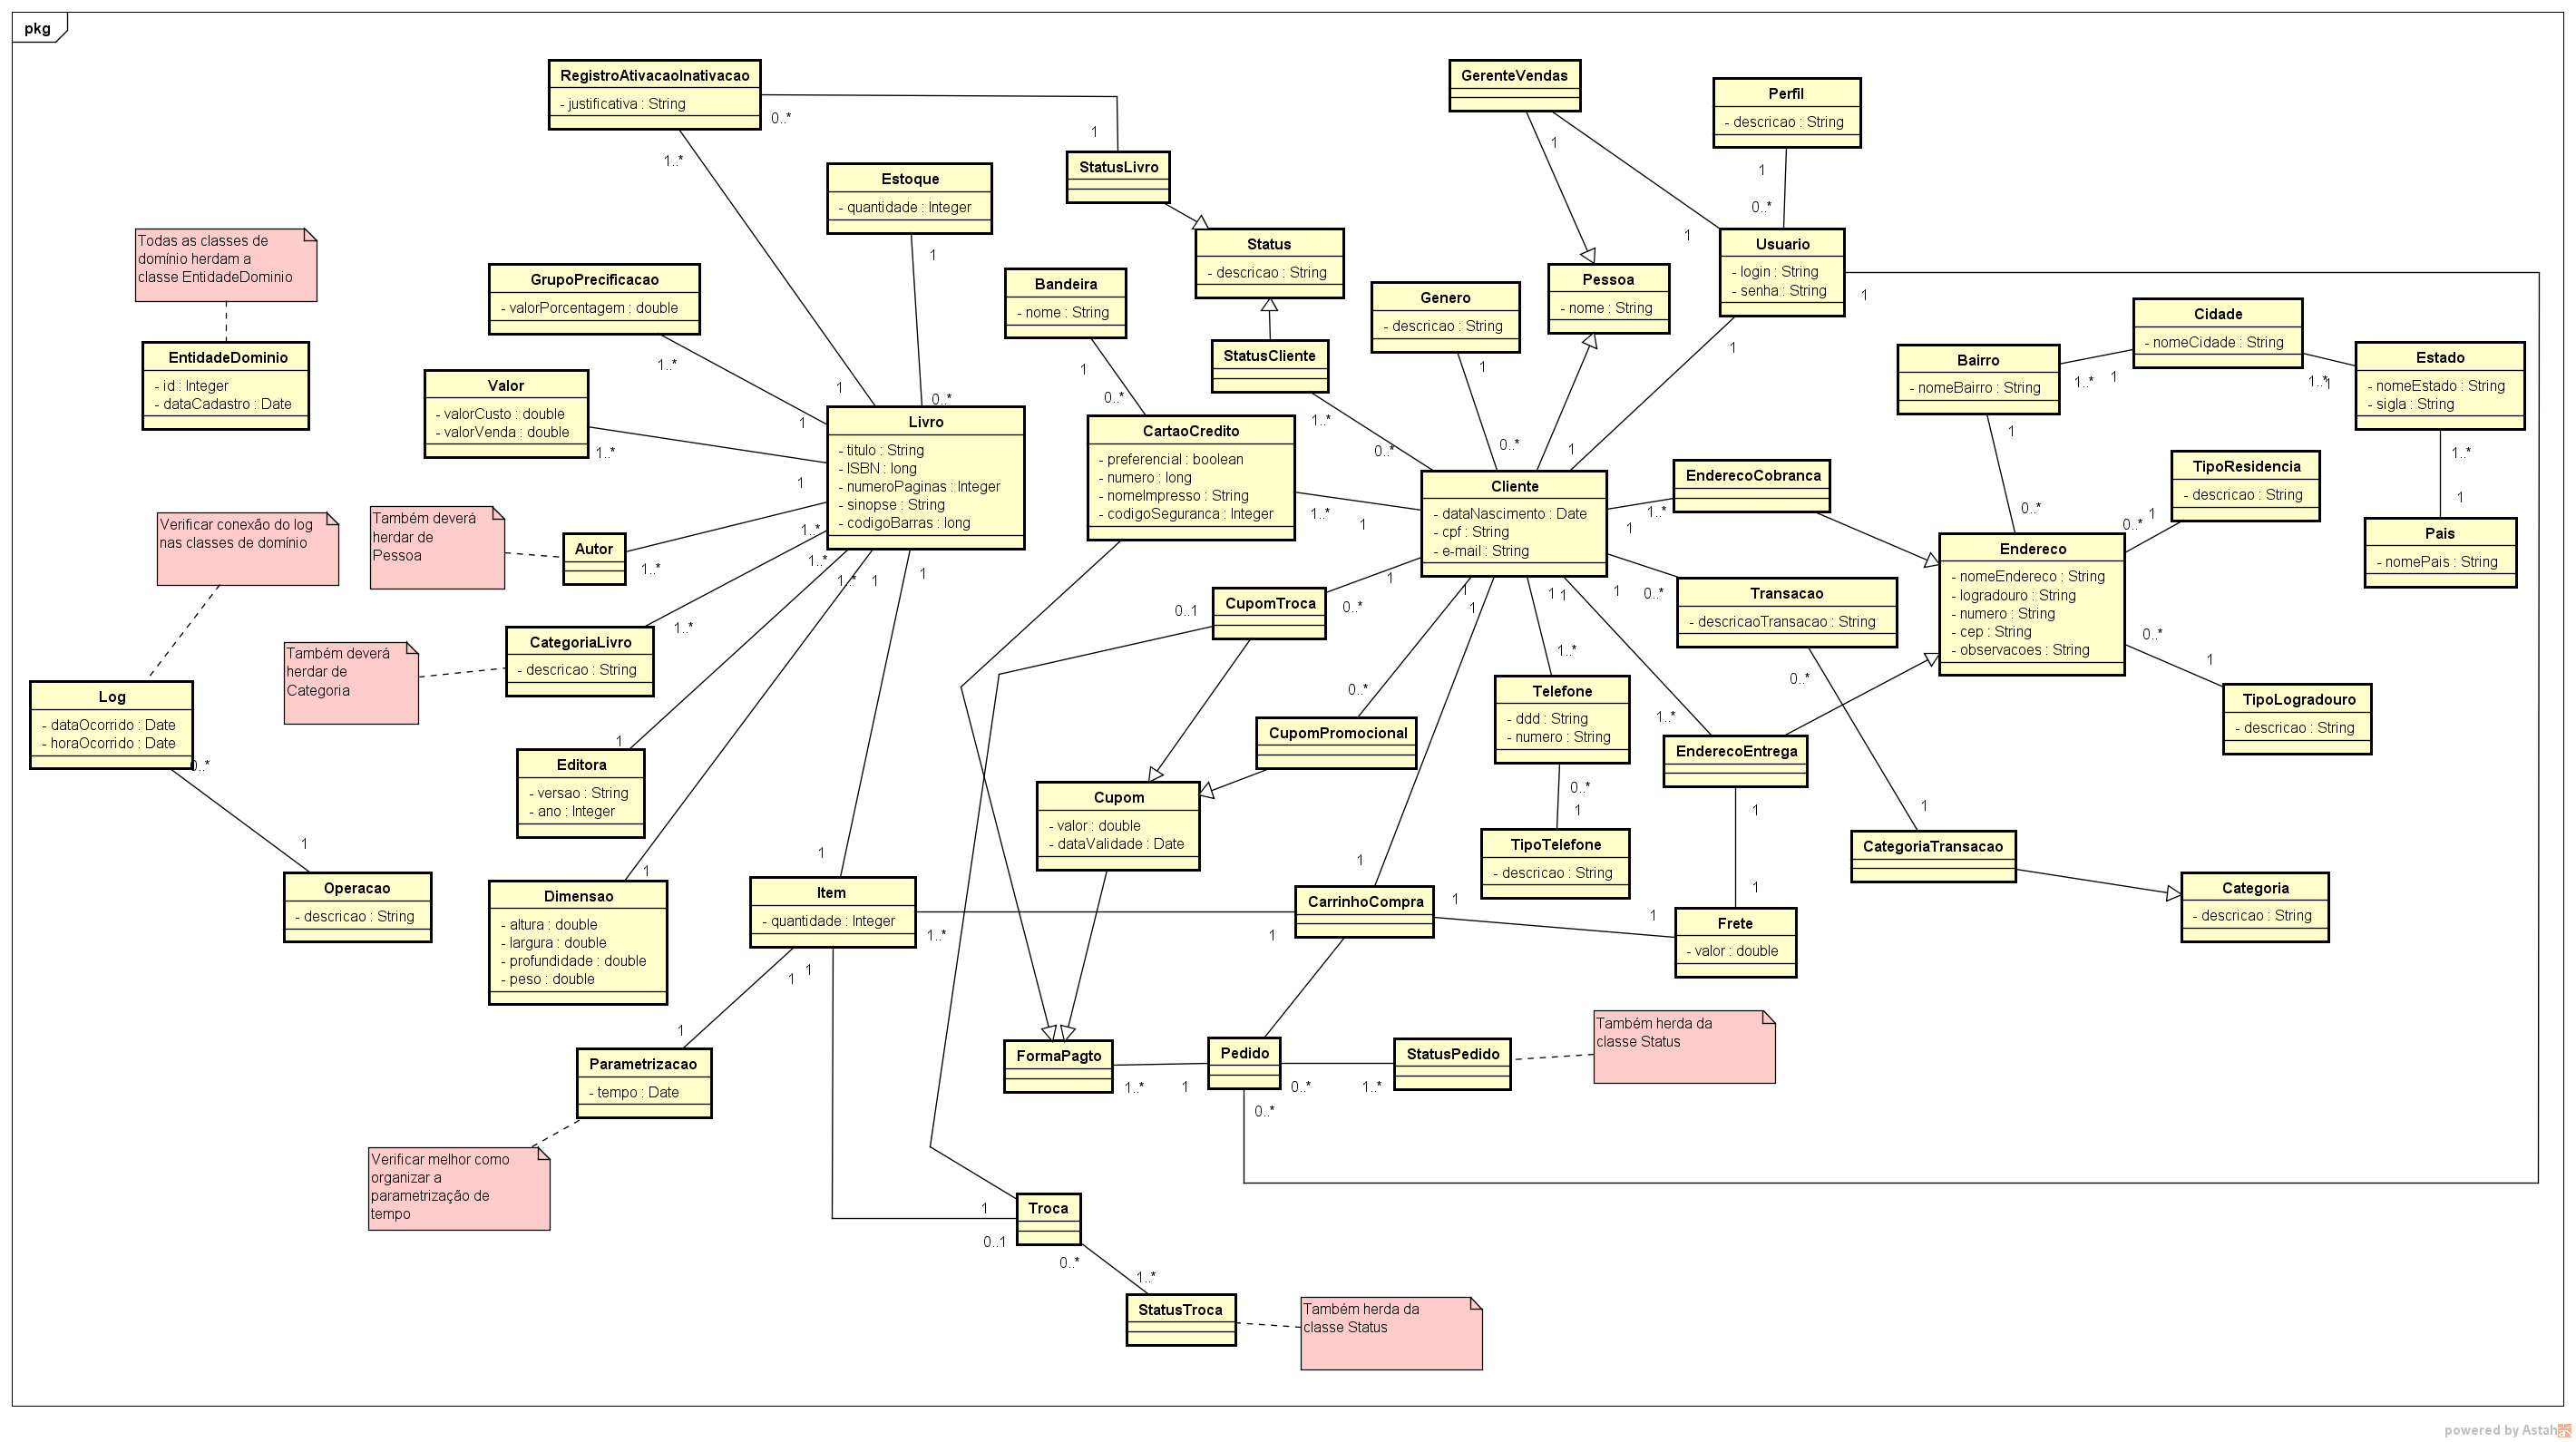 pkg
RegistroAtivacaoInativacao
- justificativa : String
0..*
1
1..*
StatusLivro
Estoque
- quantidade : Integer
1
0..*
GerenteVendas
1
1
Perfil
- descricao : String
1
0..*
Todas as classes de
domínio herdam a
classe EntidadeDominio
EntidadeDominio
- id : Integer
- dataCadastro : Date
GrupoPrecificacao
- valorPorcentagem : double
1..*
1
1
Valor
- valorCusto : double
- valorVenda : double
1..*
1
Status
- descricao : String
Bandeira
- nome : String
1
0..*
StatusCliente
1..*
0..*
Genero
- descricao : String
1
0..*
Pessoa
- nome : String
Usuario
- login : String
- senha : String
1
1
1
Cidade
- nomeCidade : String
1
1..*
Bairro
- nomeBairro : String
1..*
1
1
0..*
Estado
- nomeEstado : String
- sigla : String
1..*
1
Pais
- nomePais : String
Livro
- titulo : String
- ISBN : long
- numeroPaginas : Integer
- sinopse : String
- codigoBarras : long
1..*
1..*
1..*
1
1
CartaoCredito
- preferencial : boolean
- numero : long
- nomeImpresso : String
- codigoSeguranca : Integer
1..*
1
Cliente
- dataNascimento : Date
- cpf : String
- e-mail : String
EnderecoCobranca
1..*
1
TipoResidencia
- descricao : String
1
0..*
Verificar conexão do log
nas classes de domínio
Também deverá
herdar de
Pessoa
Autor
1..*
Endereco
- nomeEndereco : String
- logradouro : String
- numero : String
- cep : String
- observacoes : String
0..*
1
TipoLogradouro
- descricao : String
Transacao
- descricaoTransacao : String
1
0..*
0..*
1
CupomTroca
0..1
0..*
1
1
1
1
1
CategoriaLivro
- descricao : String
1..*
Também deverá
herdar de
Categoria
Log
- dataOcorrido : Date
- horaOcorrido : Date
0..*
1
Telefone
- ddd : String
- numero : String
1..*
0..*
1
CupomPromocional
0..*
EnderecoEntrega
1..*
1
1
Editora
- versao : String
- ano : Integer
1
Cupom
- valor : double
- dataValidade : Date
TipoTelefone
- descricao : String
CategoriaTransacao
Categoria
- descricao : String
Operacao
- descricao : String
Dimensao
- altura : double
- largura : double
- profundidade : double
- peso : double
1
Item
- quantidade : Integer
1
1..*
1
1
1
CarrinhoCompra
1
1
1
1
Frete
- valor : double
Parametrizacao
- tempo : Date
1
Verificar melhor como
organizar a
parametrização de
tempo
FormaPagto
1..*
1
Pedido
0..*
1..*
0..*
StatusPedido
Também herda da
classe Status
Troca
1
0..1
0..*
1..*
StatusTroca
Também herda da
classe Status
powered by Astah